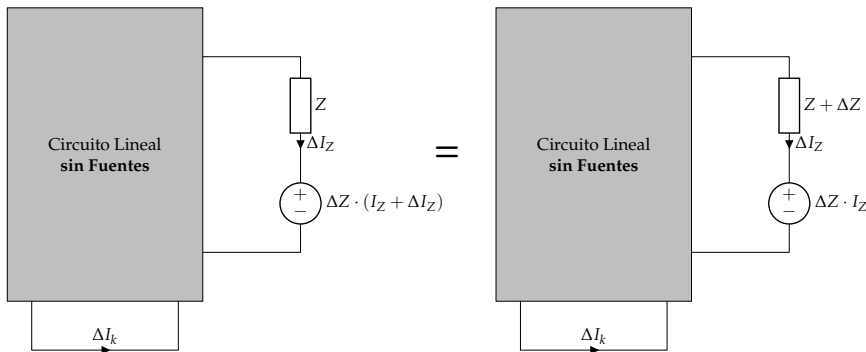 Circuito Lineal
sin Fuentes
Z
ΔI_Z
+
−
ΔZ · (I_Z + ΔI_Z)
ΔI_k
=
Circuito Lineal
sin Fuentes
Z + ΔZ
ΔI_Z
+
−
ΔZ · I_Z
ΔI_k